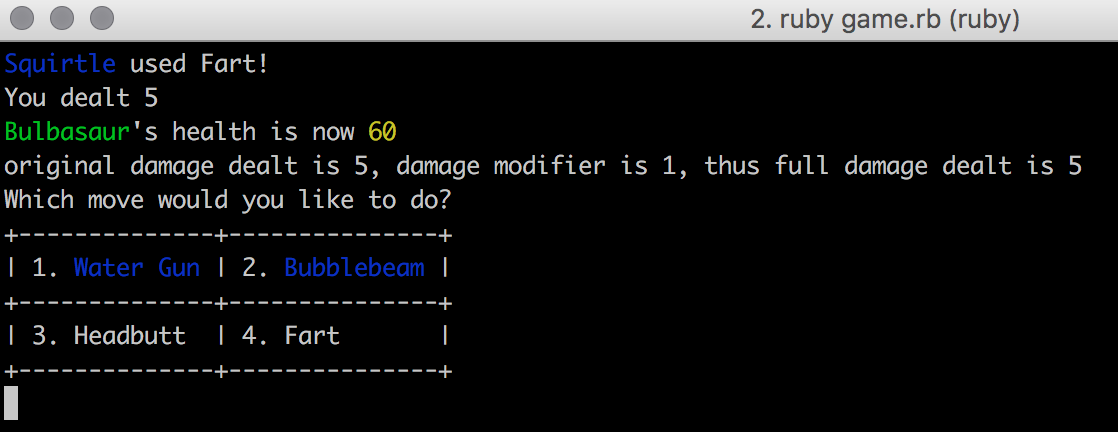 2. ruby game.rb (ruby)
Squirtle used Fart!
You dealt 5
Bulbasaur's health is now 60
original damage dealt is 5, damage modifier is 1, thus full damage dealt is 5
Which move would you like to do?
+--------------+---------------+
| 1. Water Gun | 2. Bubblebeam |
+--------------+---------------+
| 3. Headbutt  | 4. Fart       |
+--------------+---------------+